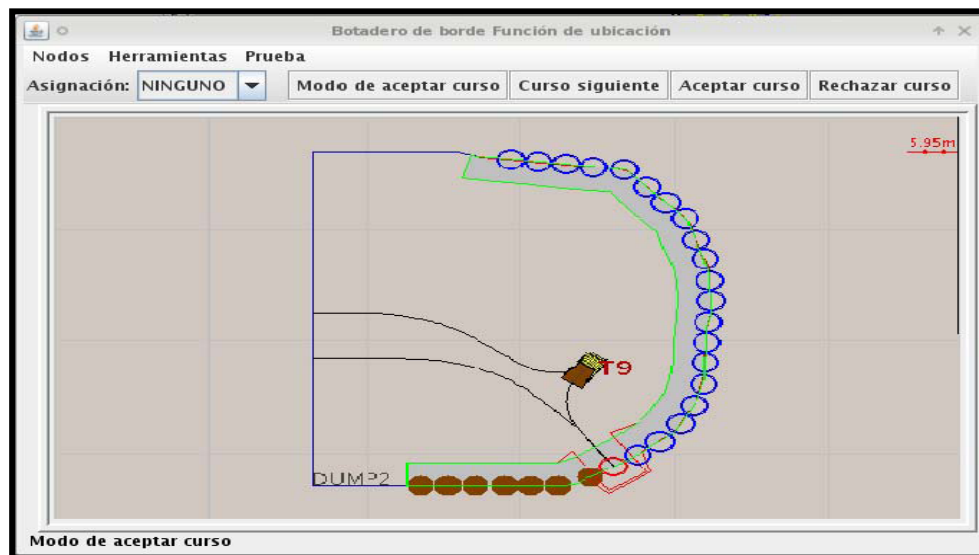 Botadero de borde Función de ubicación
Nodos Herramientas Prueba
Asignación: NINGUNO Modo de aceptar curso Curso siguiente Aceptar curso Rechazar curso
5.95m
T9
DUMP2
Modo de aceptar curso